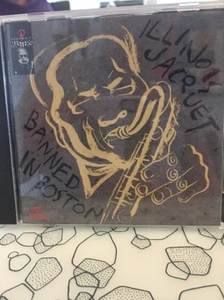 ILLINOIS
JACQUET
BANNED
IN BOSTON